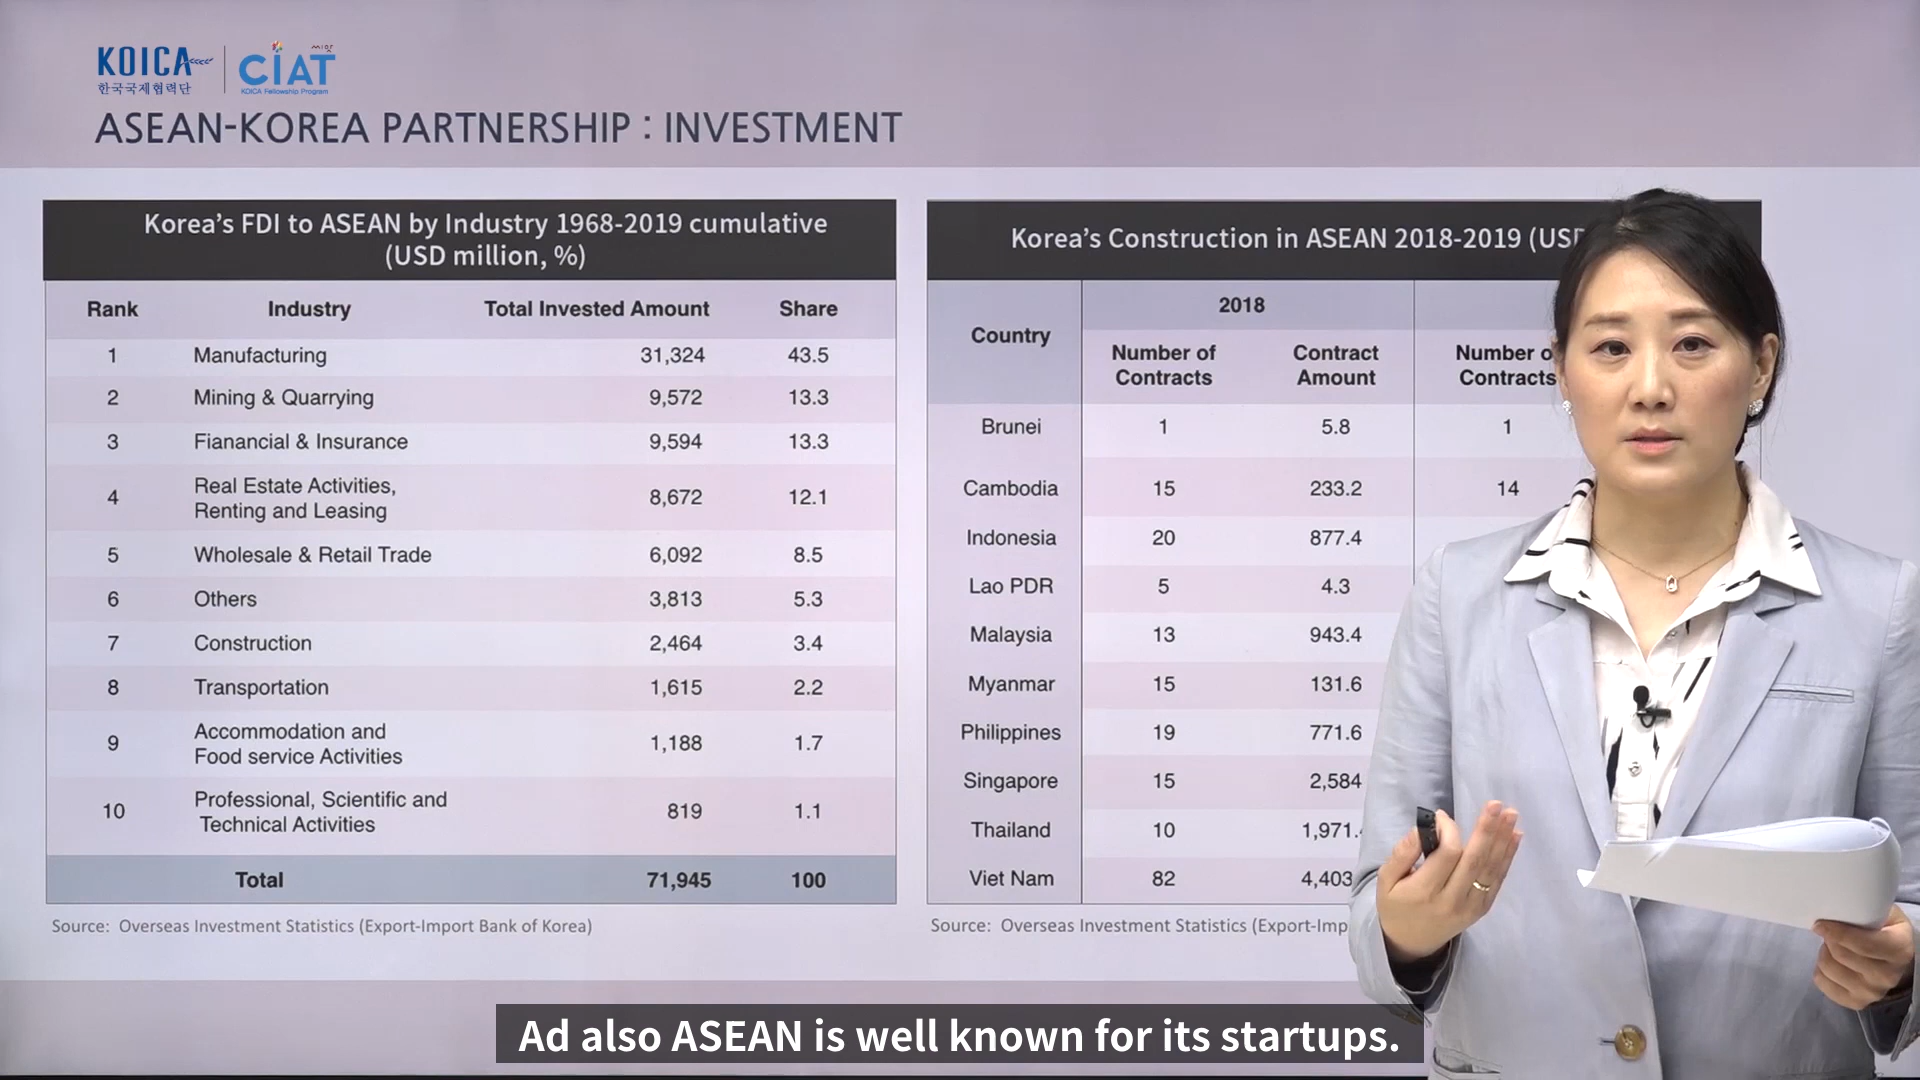 KOICA
한국국제협력단
씨앗
CIAT
KOICA Fellowship Program
ASEAN-KOREA PARTNERSHIP : INVESTMENT
Korea's FDI to ASEAN by Industry 1968-2019 cumulative
(USD million, %)
Rank Industry Total Invested Amount Share
1 Manufacturing 31,324 43.5
2 Mining & Quarrying 9,572 13.3
3 Fianancial & Insurance 9,594 13.3
4 Real Estate Activities,
Renting and Leasing 8,672 12.1
5 Wholesale & Retail Trade 6,092 8.5
6 Others 3,813 5.3
7 Construction 2,464 3.4
8 Transportation 1,615 2.2
9 Accommodation and
Food service Activities 1,188 1.7
10 Professional, Scientific and
Technical Activities 819 1.1
Total 71,945 100
Source: Overseas Investment Statistics (Export-Import Bank of Korea)
Korea's Construction in ASEAN 2018-2019 (USD
Country 2018
Number of
Contracts Contract
Amount Number o
Contracts
Brunei 1 5.8 1
Cambodia 15 233.2 14
Indonesia 20 877.4
Lao PDR 5 4.3
Malaysia 13 943.4
Myanmar 15 131.6
Philippines 19 771.6
Singapore 15 2,584
Thailand 10 1,971.
Viet Nam 82 4,403
Source: Overseas Investment Statistics (Export-Imp
Ad also ASEAN is well known for its startups.